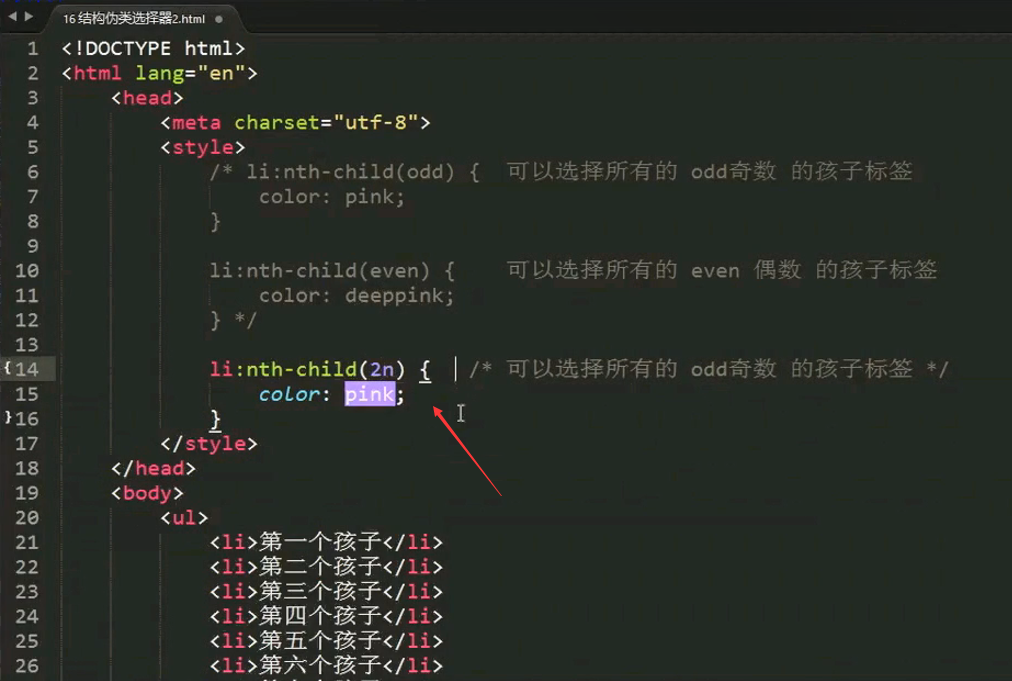 16 结构伪类选择器2.html
1 <!DOCTYPE html>
2 <html lang="en">
3 <head>
4 <meta charset="utf-8">
5 <style>
6 /* li:nth-child(odd) { 可以选择所有的 odd奇数 的孩子标签
7 color: pink;
8 }
9
10 li:nth-child(even) { 可以选择所有的 even 偶数 的孩子标签
11 color: deeppink;
12 } */
13
{ 14 li:nth-child(2n) { /* 可以选择所有的 odd奇数 的孩子标签 */
15 color: pink;
} 16 }
17 </style>
18 </head>
19 <body>
20 <ul>
21 <li>第一个孩子</li>
22 <li>第二个孩子</li>
23 <li>第三个孩子</li>
24 <li>第四个孩子</li>
25 <li>第五个孩子</li>
26 <li>第六个孩子</li>